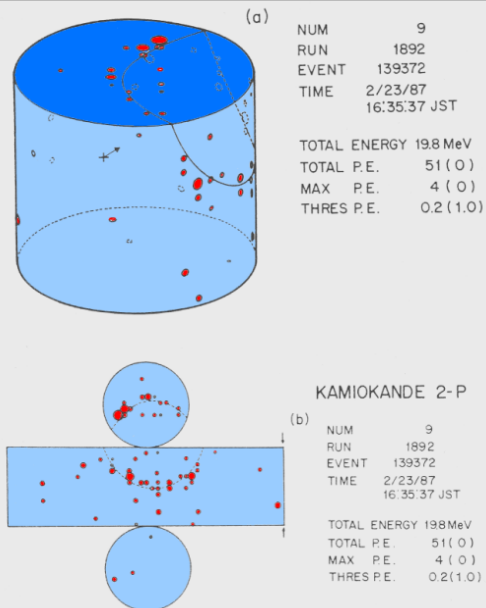 (a)
NUM 9
RUN 1892
EVENT 139372
TIME 2/23/87
16:35:37 JST
TOTAL ENERGY 19.8 MeV
TOTAL P.E. 51(0)
MAX P.E. 4(0)
THRES P.E. 0.2(1.0)
KAMIOKANDE 2-P
(b)
NUM 9
RUN 1892
EVENT 139372
TIME 2/23/87
16:35:37 JST
TOTAL ENERGY 19.8MeV
TOTAL P.E. 51(0)
MAX P.E. 4(0)
THRES P.E. 0.2(1.0)